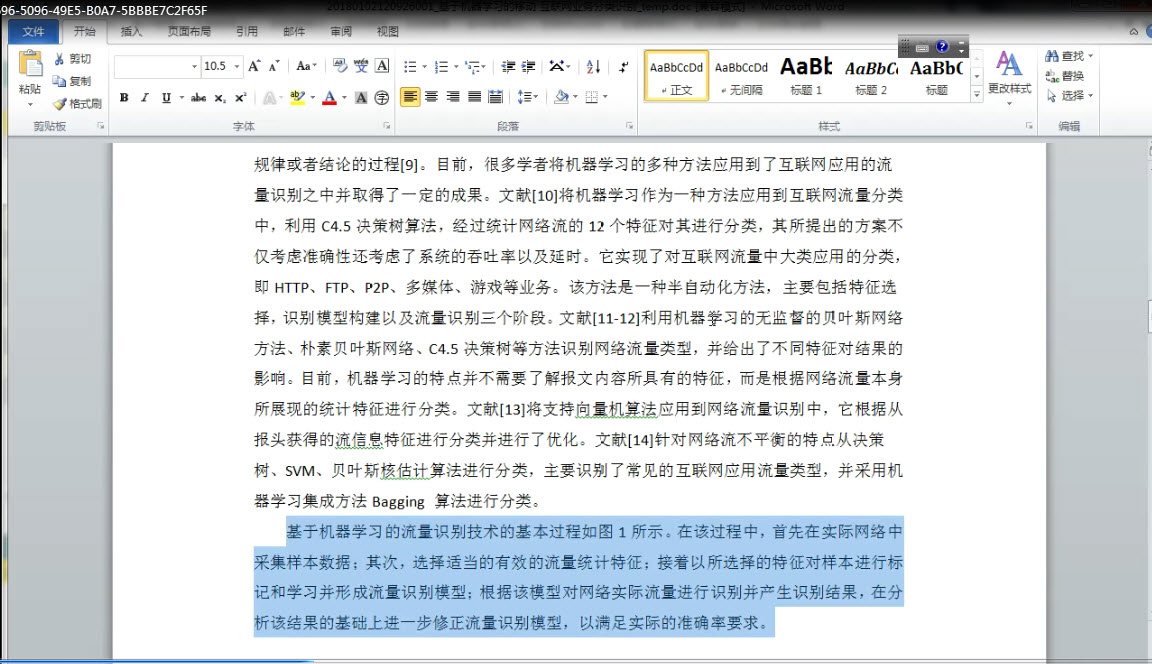 96-5096-49E5-B0A7-5BBBE7C2F65F
20180152120926001_基于机器学习的移动 互联网业务分类识别_temp.doc [兼容模式] - Microsoft Word
文件 开始 插入 页面布局 引用 邮件 审阅 视图
粘贴 剪切 复制 格式刷
10.5 A A Aa A
B I U abc x₂ x² A ab A A 字
AaBbCcDd AaBbCcDd AaBb AaBbC AaBbC
正文 无间隔 标题 1 标题 2 标题
更改样式
查找 替换 选择
剪贴板 字体 段落 样式 编辑
规律或者结论的过程[9]。目前，很多学者将机器学习的多种方法应用到了互联网应用的流
量识别之中并取得了一定的成果。文献[10]将机器学习作为一种方法应用到互联网流量分类
中，利用 C4.5 决策树算法，经过统计网络流的 12 个特征对其进行分类，其所提出的方案不
仅考虑准确性还考虑了系统的吞吐率以及延时。它实现了对互联网流量中大类应用的分类，
即 HTTP、FTP、P2P、多媒体、游戏等业务。该方法是一种半自动化方法，主要包括特征选
择，识别模型构建以及流量识别三个阶段。文献[11-12]利用机器学习的无监督的贝叶斯网络
方法、朴素贝叶斯网络、C4.5 决策树等方法识别网络流量类型，并给出了不同特征对结果的
影响。目前，机器学习的特点并不需要了解报文内容所具有的特征，而是根据网络流量本身
所展现的统计特征进行分类。文献[13]将支持向量机算法应用到网络流量识别中，它根据从
报头获得的流信息特征进行分类并进行了优化。文献[14]针对网络流不平衡的特点从决策
树、SVM、贝叶斯核估计算法进行分类，主要识别了常见的互联网应用流量类型，并采用机
器学习集成方法 Bagging 算法进行分类。
基于机器学习的流量识别技术的基本过程如图 1 所示。在该过程中，首先在实际网络中
采集样本数据；其次，选择适当的有效的流量统计特征；接着以所选择的特征对样本进行标
记和学习并形成流量识别模型；根据该模型对网络实际流量进行识别并产生识别结果，在分
析该结果的基础上进一步修正流量识别模型，以满足实际的准确率要求。